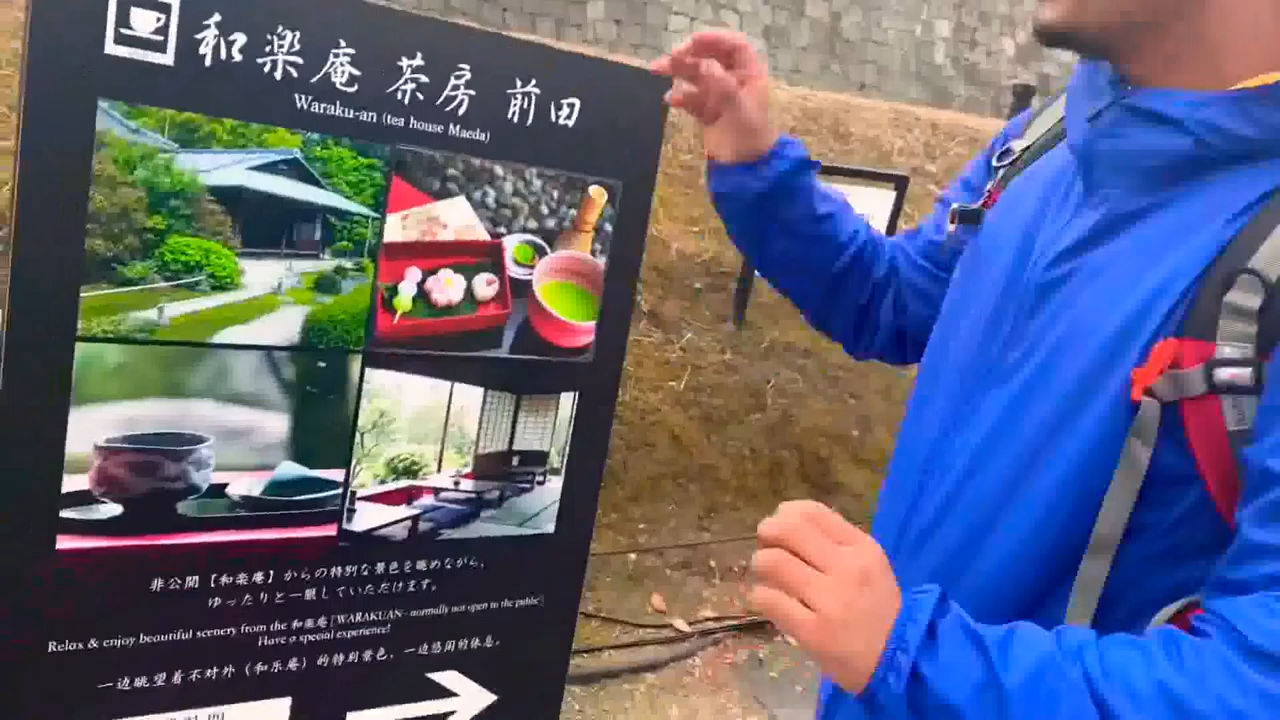 和楽庵 茶房 前田
Waraku-an (tea house Maeda)
非公開【和楽庵】からの特別な景色を眺めながら、
ゆったりと一服していただけます。
Relax & enjoy beautiful scenery from the 和楽庵 [WARAKUAN - normally not open to the public]
Have a special experience!
一边眺望着不对外（和乐庵）的特别景色，一边悠闲的休息。